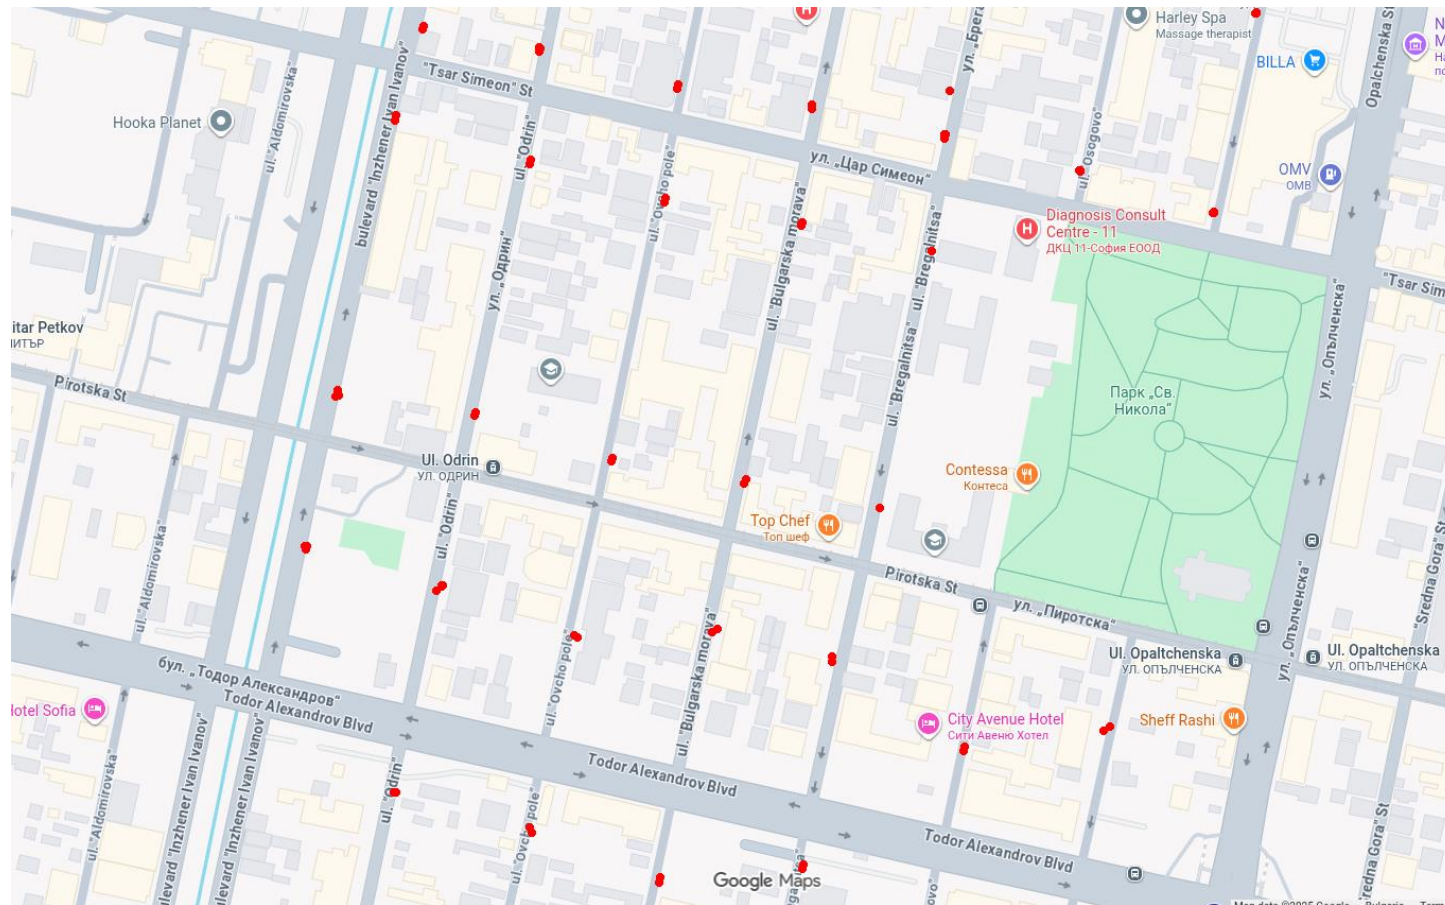 Harley Spa
Massage therapist
BILLA
Opalchenska St
ул. „Брега
"Tsar Simeon" St
Hooka Planet
ul. "Aldomirovska"
bulevard "Inzhener Ivan Ivanov"
ul. "Odrin"
ul. "Ovcho pole"
ул. „Цар Симеон“
ul. "Osogovo"
OMV
ОМВ
Diagnosis Consult
Centre - 11
ДКЦ 11-София ЕООД
ul. "Bulgarska morava"
ul. "Bregalnitsa"
ул. „Одрин“
"Tsar Sim
ул. „Опълченска“
itar Petkov
ИТЪР
Pirotska St
ul. "Bregalnitsa"
ul. "Bregalnitsa"
Парк „Св.
Никола“
Ul. Odrin
УЛ. ОДРИН
Contessa
Контеса
Top Chef
Топ шеф
ul. "Odrin"
ul. "Aldomirovska"
Pirotska St
ул. „Пиротска“
"Sredna Gora" St
ул. „Опълченска“
Ul. Opaltchenska
УЛ. ОПЪЛЧЕНСКА
Ul. Opaltchenska
УЛ. ОПЪЛЧЕНСКА
бул. „Тодор Александров“
Todor Alexandrov Blvd
ul. "Ovcho pole"
ul. "Bulgarska morava"
Hotel Sofia
City Avenue Hotel
Сити Авеню Хотел
Sheff Rashi
Todor Alexandrov Blvd
Todor Alexandrov Blvd
ul. "Aldomirovska"
bulevard "Inzhener Ivan Ivanov"
bulevard "Inzhener Ivan Ivanov"
ul. "Odrin"
ul. "Ovcho pole"
Sredna Gora" St
Google Maps